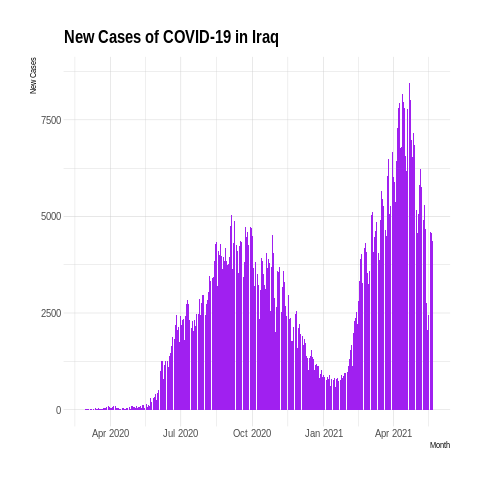 New Cases of COVID-19 in Iraq
New Cases
7500
5000
2500
0
Apr 2020 Jul 2020 Oct 2020 Jan 2021 Apr 2021
Month